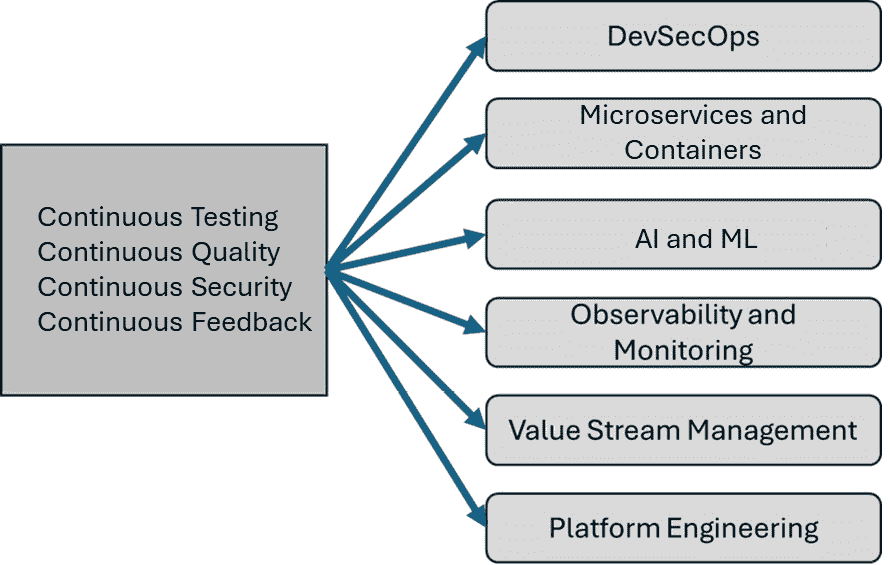 Continuous Testing
Continuous Quality
Continuous Security
Continuous Feedback
DevSecOps
Microservices and
Containers
AI and ML
Observability and
Monitoring
Value Stream Management
Platform Engineering